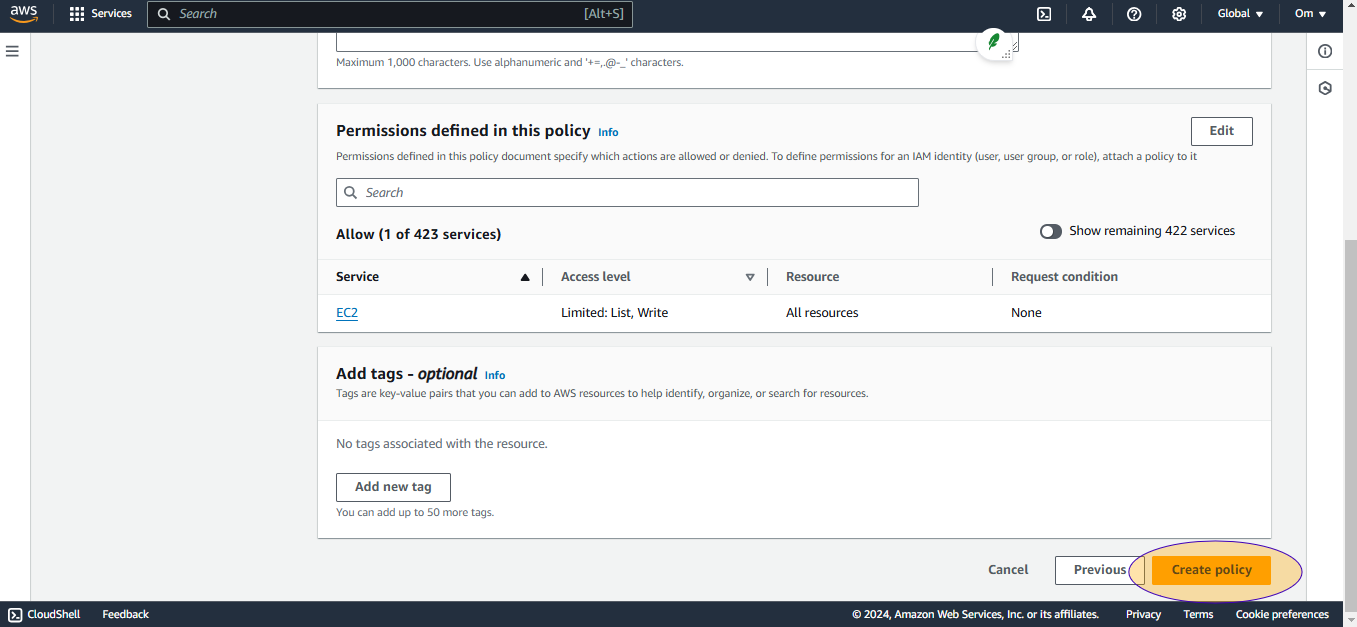 aws Services Search [Alt+S] Global Om
Maximum 1,000 characters. Use alphanumeric and '+=,.@-_' characters.
Permissions defined in this policy Info Edit
Permissions defined in this policy document specify which actions are allowed or denied. To define permissions for an IAM identity (user, user group, or role), attach a policy to it
Search
Allow (1 of 423 services) Show remaining 422 services
Service Access level Resource Request condition
EC2 Limited: List, Write All resources None
Add tags - optional Info
Tags are key-value pairs that you can add to AWS resources to help identify, organize, or search for resources.
No tags associated with the resource.
Add new tag
You can add up to 50 more tags.
Cancel Previous Create policy
CloudShell Feedback © 2024, Amazon Web Services, Inc. or its affiliates. Privacy Terms Cookie preferences